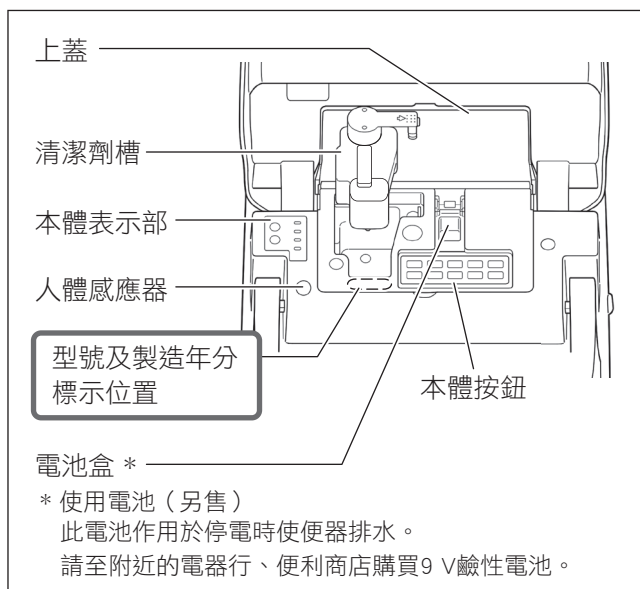 上蓋
清潔劑槽
本體表示部
人體感應器
型號及製造年分
標示位置
本體按鈕
電池盒 *
* 使用電池（另售）
此電池作用於停電時使便器排水。
請至附近的電器行、便利商店購買9 V鹼性電池。